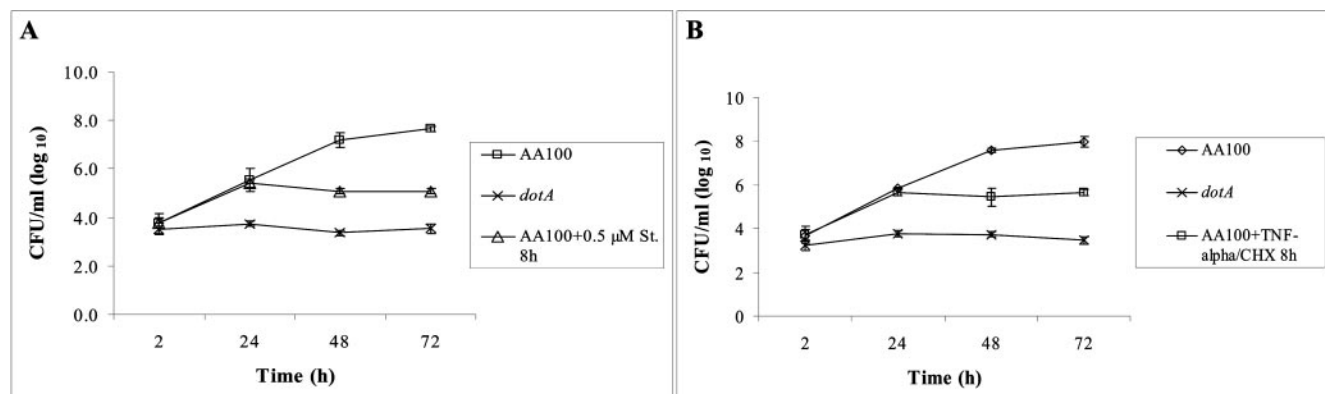 A
10.0
8.0
6.0
4.0
2.0
0.0
CFU/ml (log 10)
2 24 48 72
Time (h)
AA100
dotA
AA100+0.5 μM St.
8h
B
10
8
6
4
2
0
CFU/ml (log 10)
2 24 48 72
Time (h)
AA100
dotA
AA100+TNF-
alpha/CHX 8h